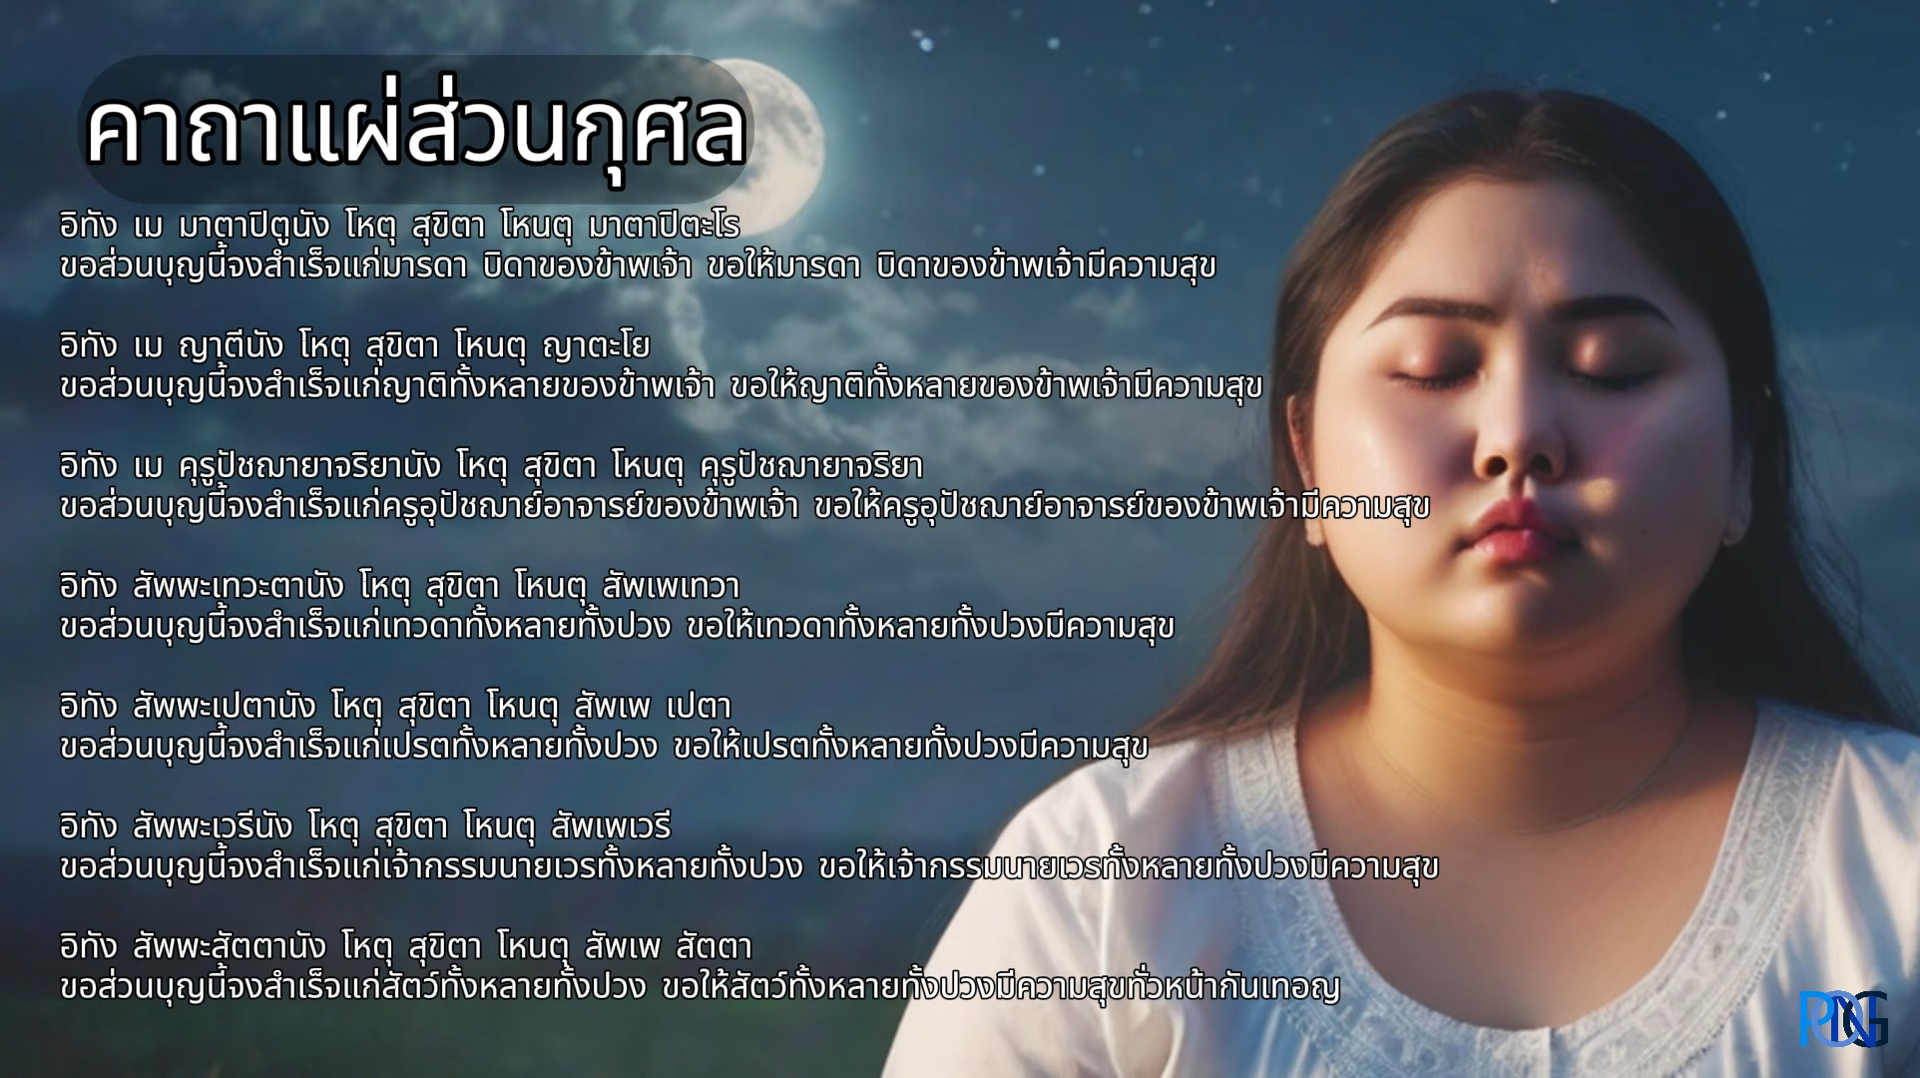 คาถาแผ่ส่วนกุศล
อิทัง เม มาตาปิตูนัง โหตุ สุขิตา โหนตุ มาตาปิตะโร
ขอส่วนบุญนี้จงสำเร็จแก่มารดา บิดาของข้าพเจ้า ขอให้มารดา บิดาของข้าพเจ้ามีความสุข
อิทัง เม ญาตีนัง โหตุ สุขิตา โหนตุ ญาตะโย
ขอส่วนบุญนี้จงสำเร็จแก่ญาติทั้งหลายของข้าพเจ้า ขอให้ญาติทั้งหลายของข้าพเจ้ามีความสุข
อิทัง เม คุรูปัชฌายาจริยานัง โหตุ สุขิตา โหนตุ คุรูปัชฌายาจริยา
ขอส่วนบุญนี้จงสำเร็จแก่ครูอุปัชฌาย์อาจารย์ของข้าพเจ้า ขอให้ครูอุปัชฌาย์อาจารย์ของข้าพเจ้ามีความสุข
อิทัง สัพพะเทวะตานัง โหตุ สุขิตา โหนตุ สัพเพเทวา
ขอส่วนบุญนี้จงสำเร็จแก่เทวดาทั้งหลายทั้งปวง ขอให้เทวดาทั้งหลายทั้งปวงมีความสุข
อิทัง สัพพะเปตานัง โหตุ สุขิตา โหนตุ สัพเพ เปตา
ขอส่วนบุญนี้จงสำเร็จแก่เปรตทั้งหลายทั้งปวง ขอให้เปรตทั้งหลายทั้งปวงมีความสุข
อิทัง สัพพะเวรีนัง โหตุ สุขิตา โหนตุ สัพเพเวรี
ขอส่วนบุญนี้จงสำเร็จแก่เจ้ากรรมนายเวรทั้งหลายทั้งปวง ขอให้เจ้ากรรมนายเวรทั้งหลายทั้งปวงมีความสุข
อิทัง สัพพะสัตตานัง โหตุ สุขิตา โหนตุ สัพเพ สัตตา
ขอส่วนบุญนี้จงสำเร็จแก่สัตว์ทั้งหลายทั้งปวง ขอให้สัตว์ทั้งหลายทั้งปวงมีความสุขทั่วหน้ากันเทอญ